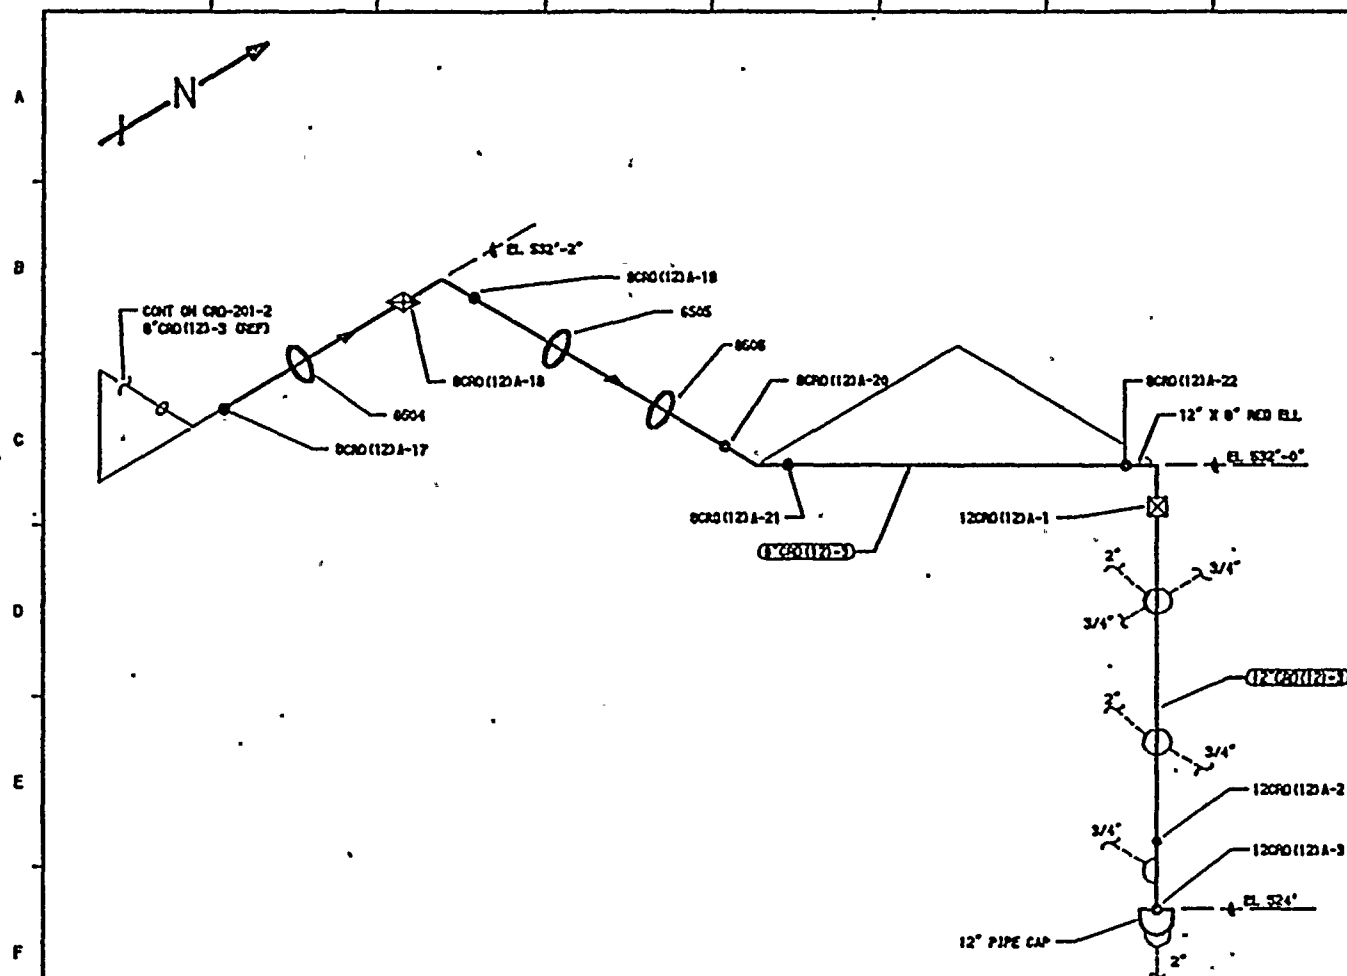 A
N
B
℄ EL 532'-2"
8CRD(12)A-19
CONT ON CRD-201-2
8"CRD(12)-3 (REF)
6505
8CRD(12)A-18
6504
8CRD(12)A-17
C
8CRD(12)A-20
8CRD(12)A-22
12" X 8" RED ELL
℄ EL 532'-0"
8CRD(12)A-21
8"CRD(12)-3
12CRD(12)A-1
2"
3/4"
D
3/4"
12"CRD(12)-3
2"
3/4"
E
12CRD(12)A-2
3/4"
12CRD(12)A-3
℄ EL 524'
12" PIPE CAP
F
2"